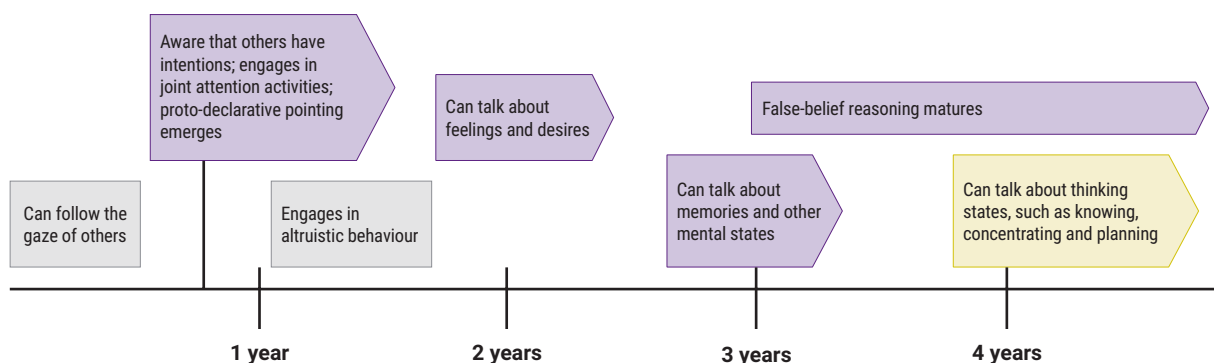 Aware that others have
intentions; engages in
joint attention activities;
proto-declarative pointing
emerges
Can talk about
feelings and desires
False-belief reasoning matures
Can follow the
gaze of others
Engages in
altruistic behaviour
Can talk about
memories and other
mental states
Can talk about thinking
states, such as knowing,
concentrating and planning
1 year
2 years
3 years
4 years